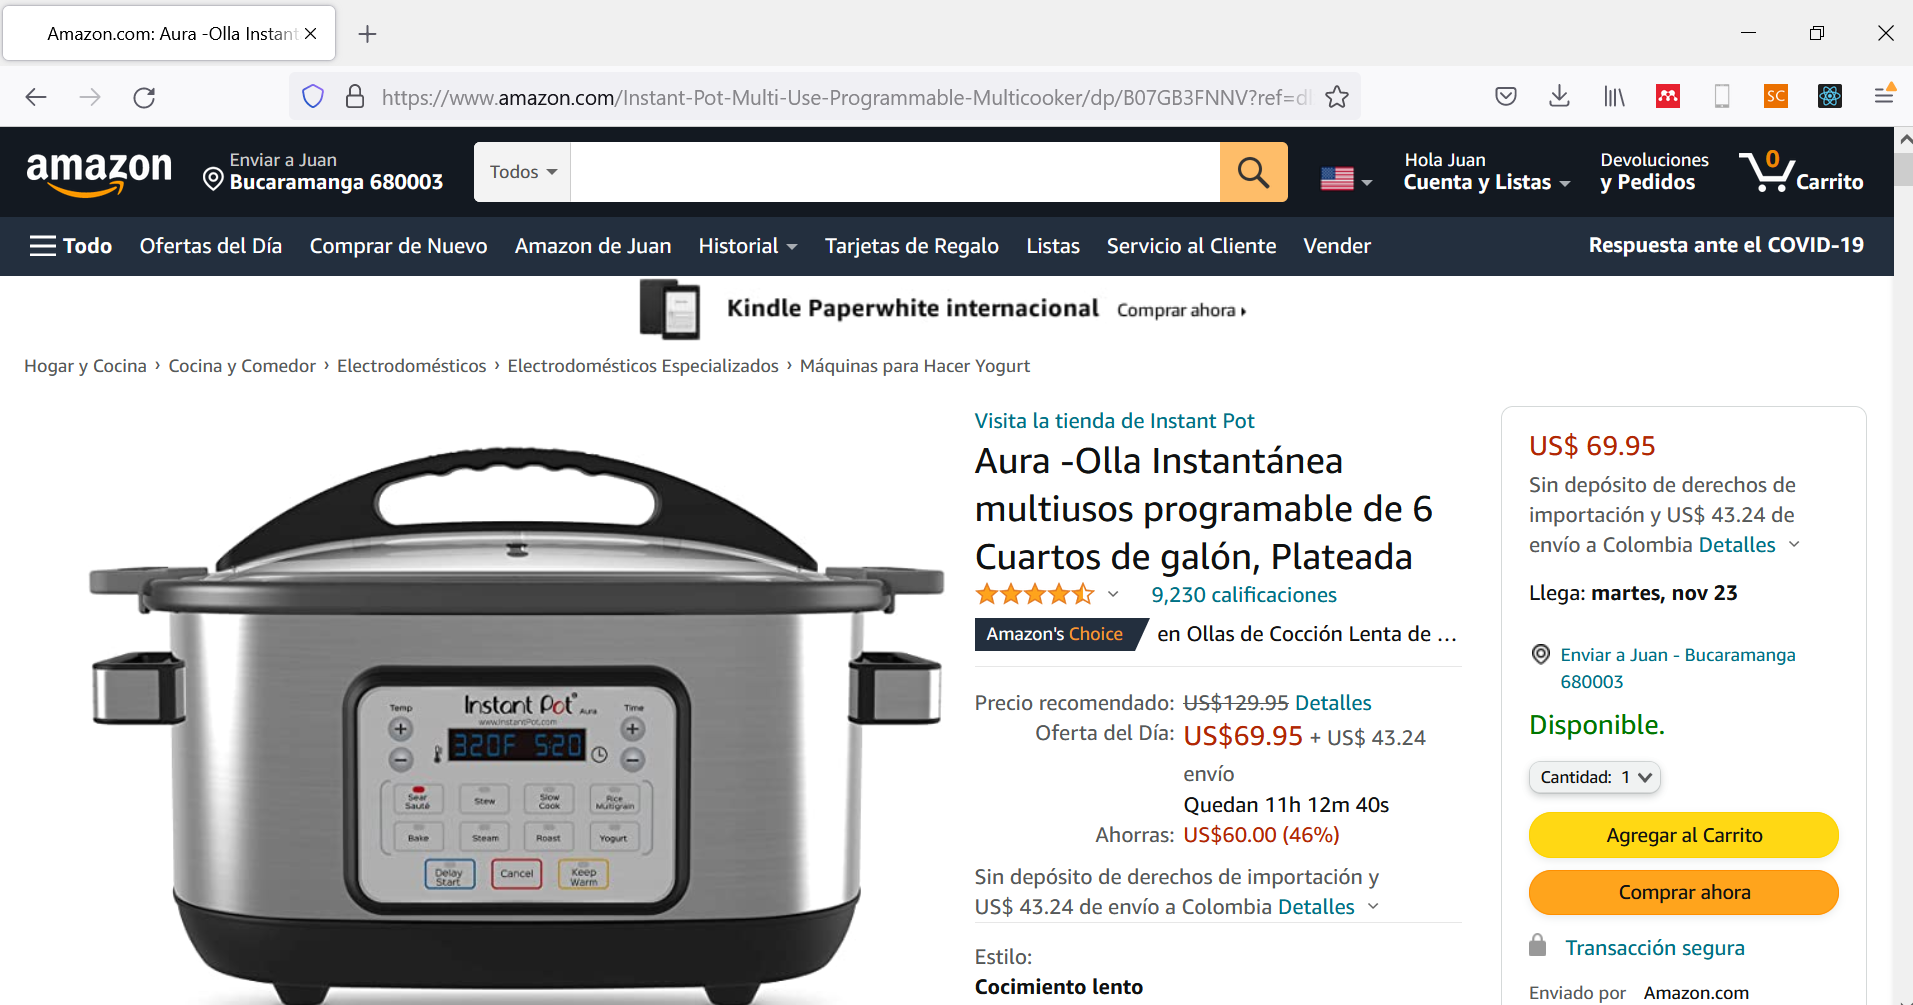 Amazon.com: Aura -Olla Instant
https://www.amazon.com/Instant-Pot-Multi-Use-Programmable-Multicooker/dp/B07GB3FNNV?ref=dl
SC
amazon
Enviar a Juan
Bucaramanga 680003
Todos
Hola Juan
Cuenta y Listas
Devoluciones
y Pedidos
0
Carrito
Todo
Ofertas del Día
Comprar de Nuevo
Amazon de Juan
Historial
Tarjetas de Regalo
Listas
Servicio al Cliente
Vender
Respuesta ante el COVID-19
Kindle Paperwhite internacional Comprar ahora
Hogar y Cocina › Cocina y Comedor › Electrodomésticos › Electrodomésticos Especializados › Máquinas para Hacer Yogurt
Instant Pot Aura
www.InstantPot.com
Temp
Time
320F 5:20
Sear
Sauté
Stew
Slow
Cook
Rice
Multigrain
Bake
Steam
Roast
Yogurt
Delay
Start
Cancel
Keep
Warm
Visita la tienda de Instant Pot
Aura -Olla Instantánea
multiusos programable de 6
Cuartos de galón, Plateada
9,230 calificaciones
Amazon's Choice en Ollas de Cocción Lenta de ...
Precio recomendado: US$129.95 Detalles
Oferta del Día: US$69.95 + US$ 43.24
envío
Quedan 11h 12m 40s
Ahorras: US$60.00 (46%)
Sin depósito de derechos de importación y
US$ 43.24 de envío a Colombia Detalles
Estilo:
Cocimiento lento
US$ 69.95
Sin depósito de derechos de
importación y US$ 43.24 de
envío a Colombia Detalles
Llega: martes, nov 23
Enviar a Juan - Bucaramanga
680003
Disponible.
Cantidad: 1
Agregar al Carrito
Comprar ahora
Transacción segura
Enviado por Amazon.com